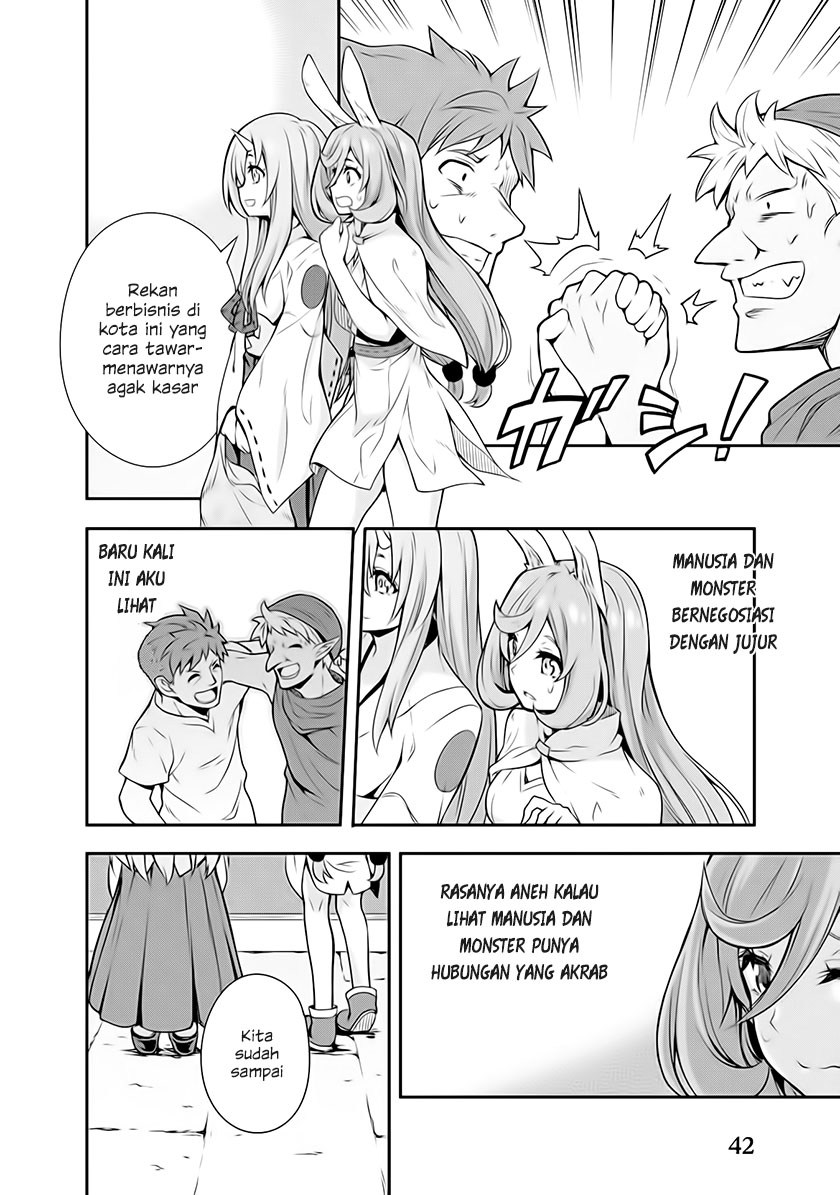 Rekan
berbisnis di
kota ini yang
cara tawar-
menawarnya
agak kasar
ガシ!
MANUSIA DAN
MONSTER
BERNEGOSIASI
DENGAN JUJUR
BARU KALI
INI AKU
LIHAT
RASANYA ANEH KALAU
LIHAT MANUSIA DAN
MONSTER PUNYA
HUBUNGAN YANG AKRAB
Kita
sudah
sampai
42